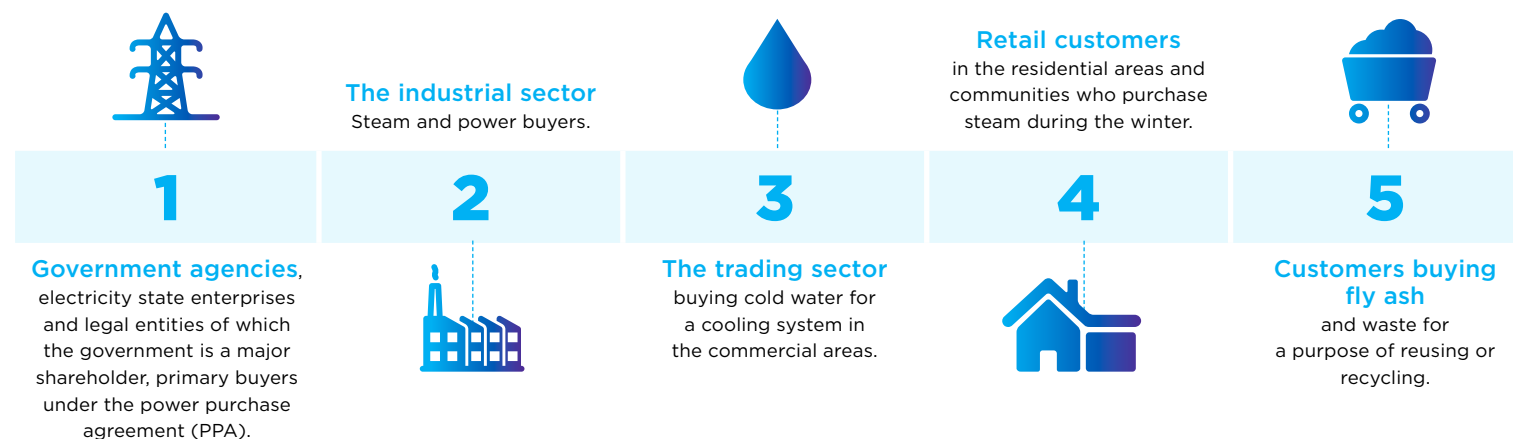 1
Government agencies,
electricity state enterprises
and legal entities of which
the government is a major
shareholder, primary buyers
under the power purchase
agreement (PPA).
The industrial sector
Steam and power buyers.
2
3
The trading sector
buying cold water for
a cooling system in
the commercial areas.
Retail customers
in the residential areas and
communities who purchase
steam during the winter.
4
5
Customers buying
fly ash
and waste for
a purpose of reusing or
recycling.